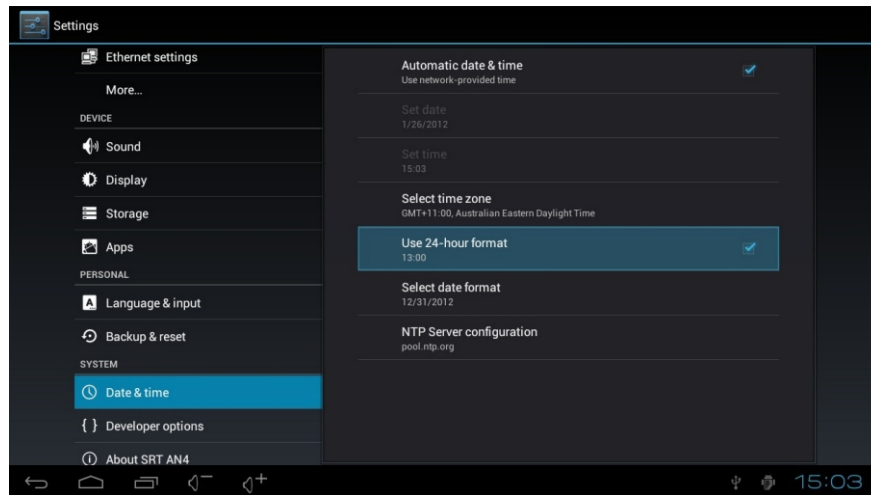 Settings
Ethernet settings
More...
DEVICE
Sound
Display
Storage
Apps
PERSONAL
Language & input
Backup & reset
SYSTEM
Date & time
Developer options
About SRT AN4
Automatic date & time
Use network-provided time
Set date
1/26/2012
Set time
15:03
Select time zone
GMT+11:00, Australian Eastern Daylight Time
Use 24-hour format
13:00
Select date format
12/31/2012
NTP Server configuration
pool.ntp.org
15:03